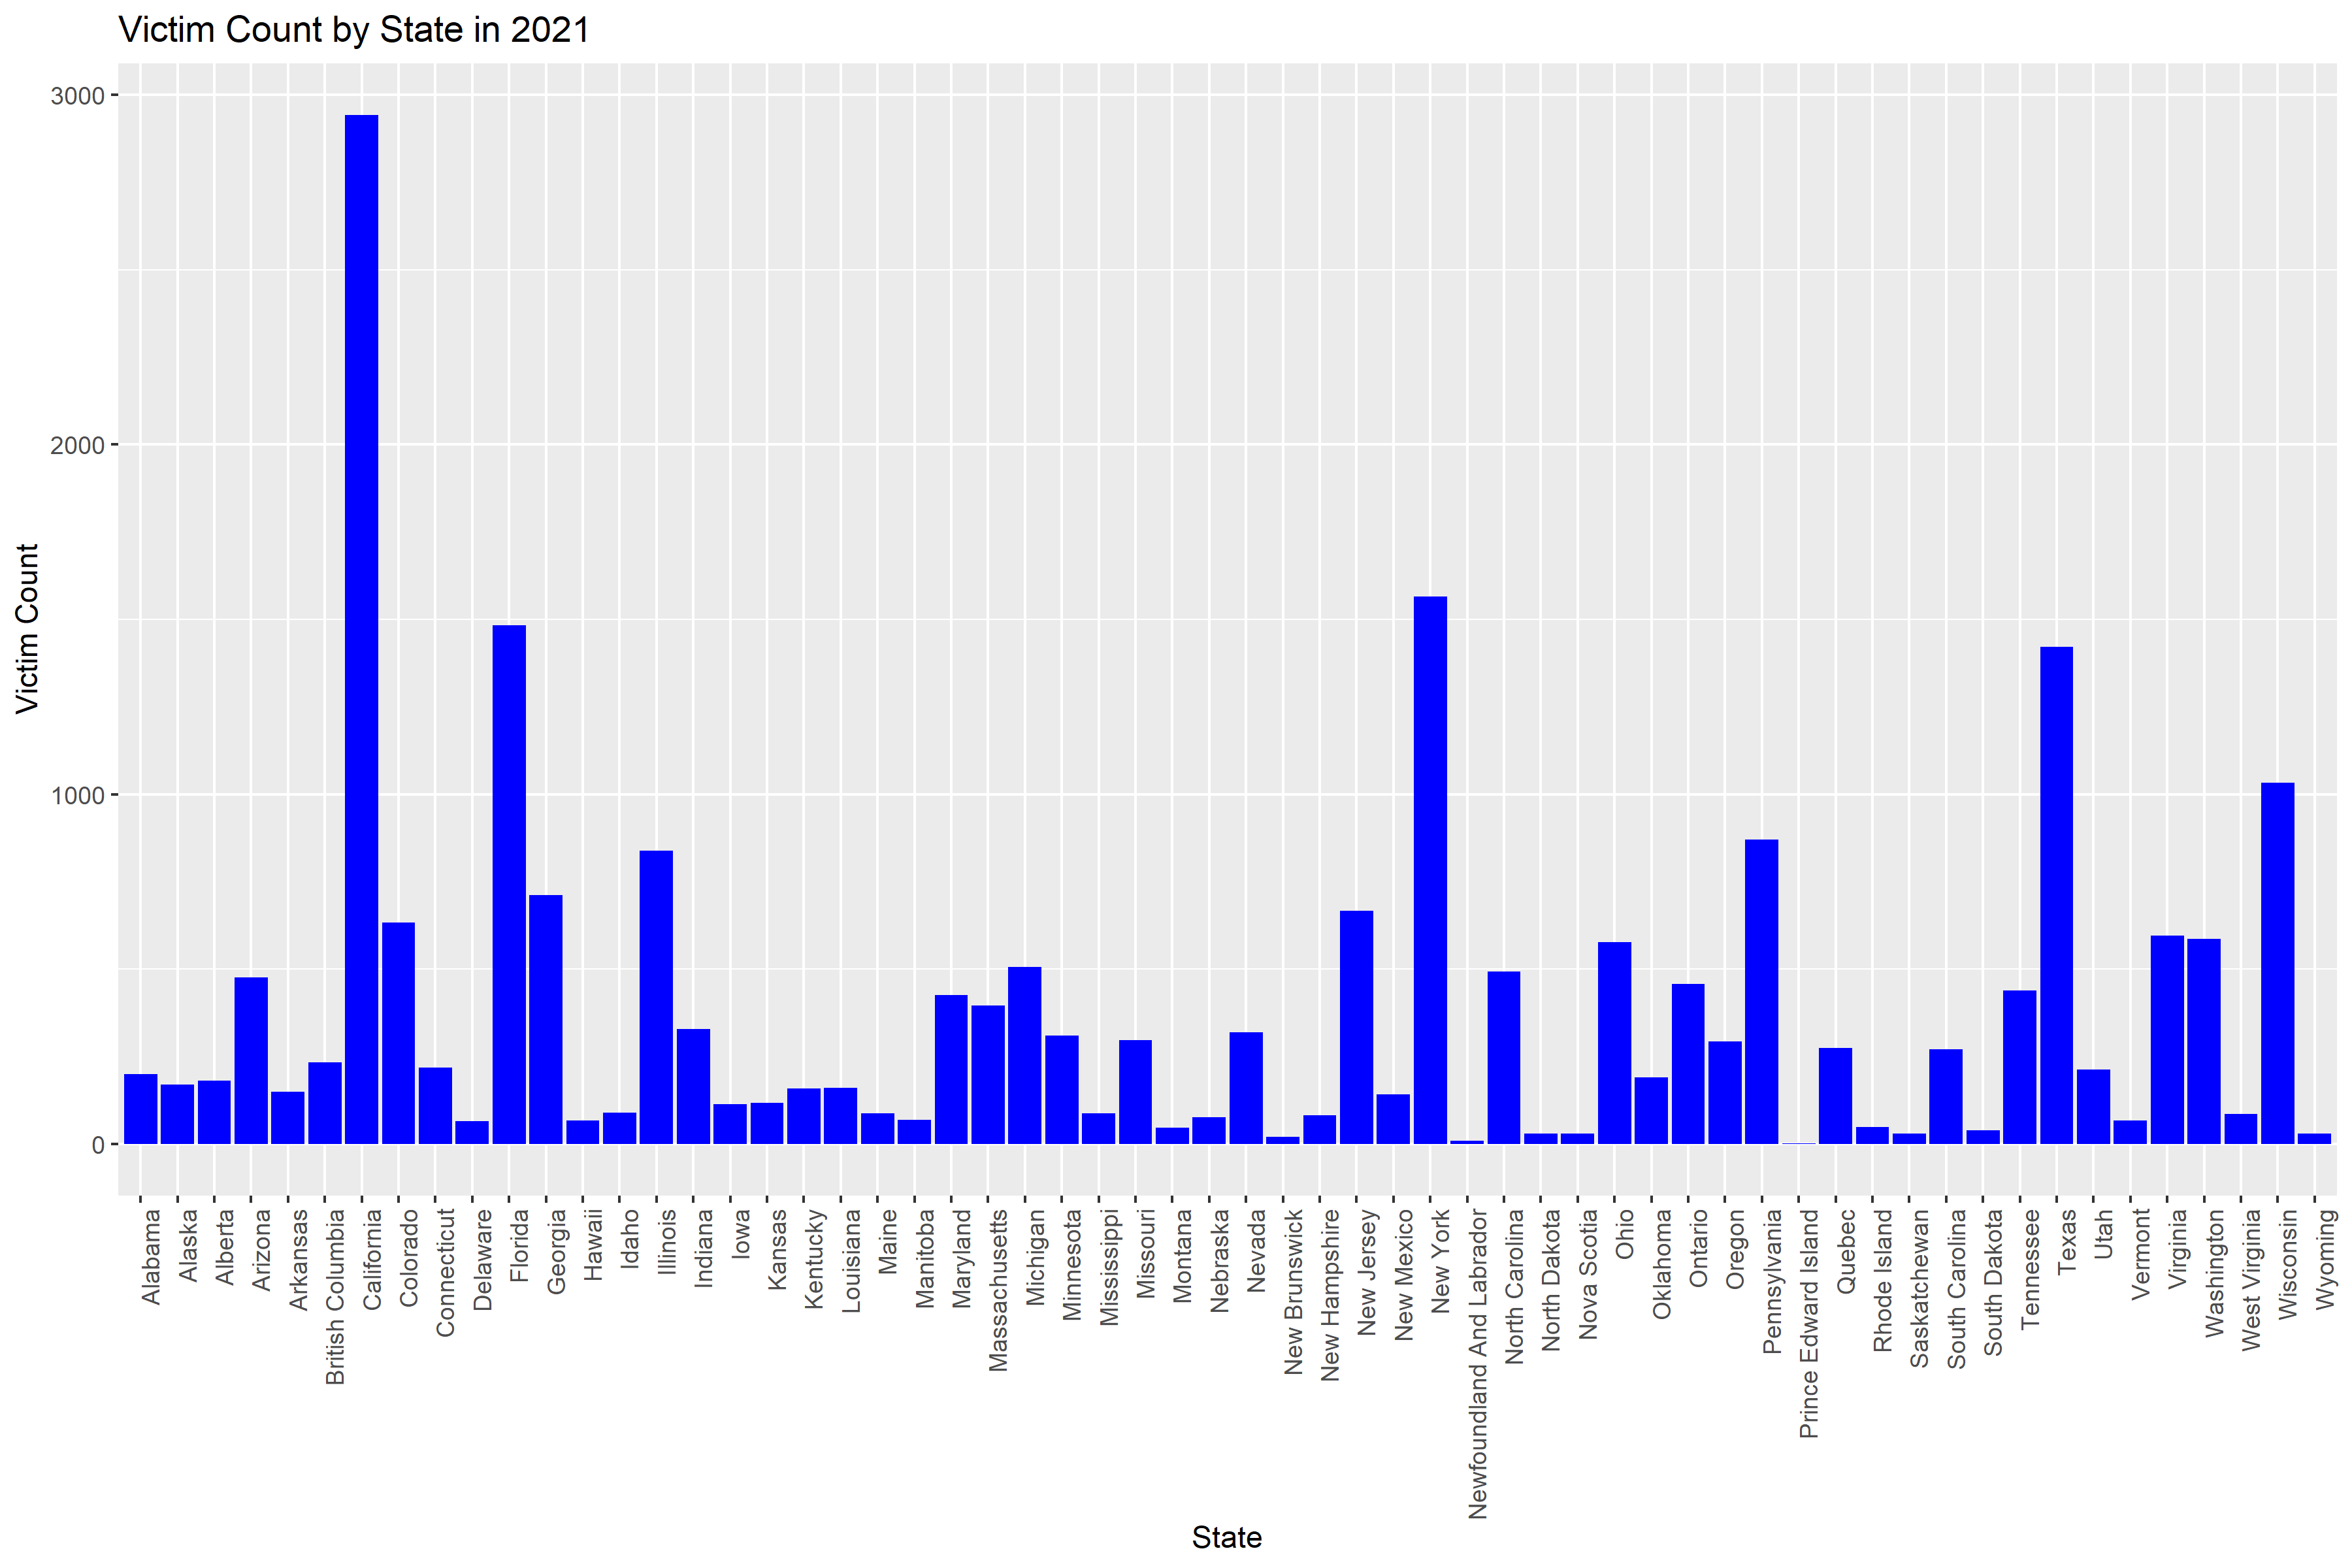 Victim Count by State in 2021
Victim Count
3000
2000
1000
0
Alabama
Alaska
Alberta
Arizona
Arkansas
British Columbia
California
Colorado
Connecticut
Delaware
Florida
Georgia
Hawaii
Idaho
Illinois
Indiana
Iowa
Kansas
Kentucky
Louisiana
Maine
Manitoba
Maryland
Massachusetts
Michigan
Minnesota
Mississippi
Missouri
Montana
Nebraska
Nevada
New Brunswick
New Hampshire
New Jersey
New Mexico
New York
Newfoundland And Labrador
North Carolina
North Dakota
Nova Scotia
Ohio
Oklahoma
Ontario
Oregon
Pennsylvania
Prince Edward Island
Quebec
Rhode Island
Saskatchewan
South Carolina
South Dakota
Tennessee
Texas
Utah
Vermont
Virginia
Washington
West Virginia
Wisconsin
Wyoming
State